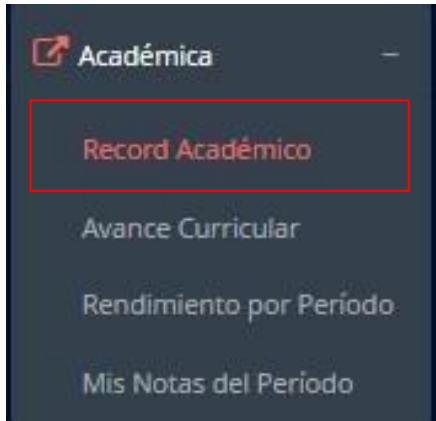 Académica
Record Académico
Avance Curricular
Rendimiento por Período
Mis Notas del Período